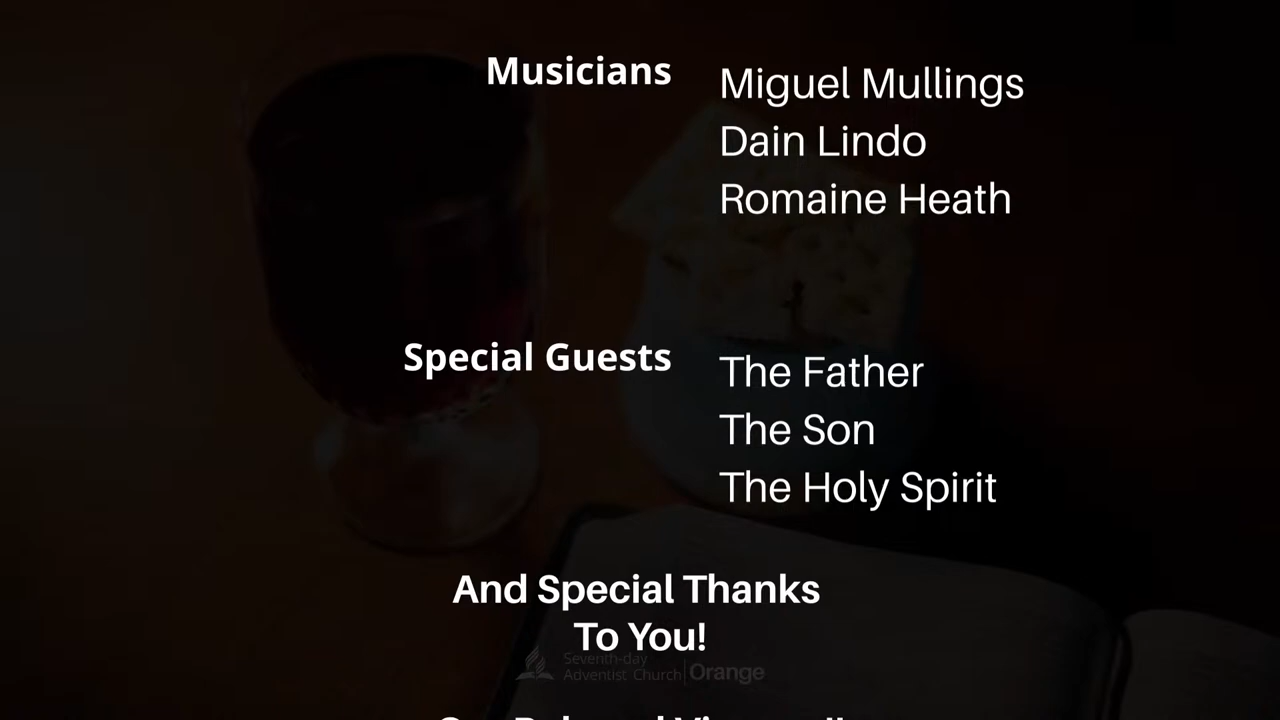 Musicians
Miguel Mullings
Dain Lindo
Romaine Heath
Special Guests
The Father
The Son
The Holy Spirit
And Special Thanks
To You!
Seventh-day
Adventist Church
Orange